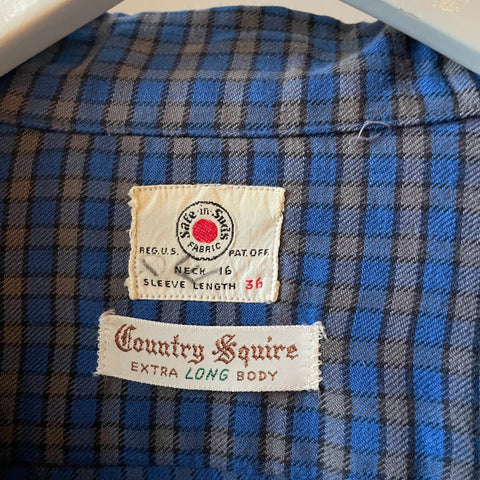 Safe-in-Suds
FABRIC
REG. U.S. PAT. OFF.
NECK 16
SLEEVE LENGTH 36
Country Squire
EXTRA LONG BODY